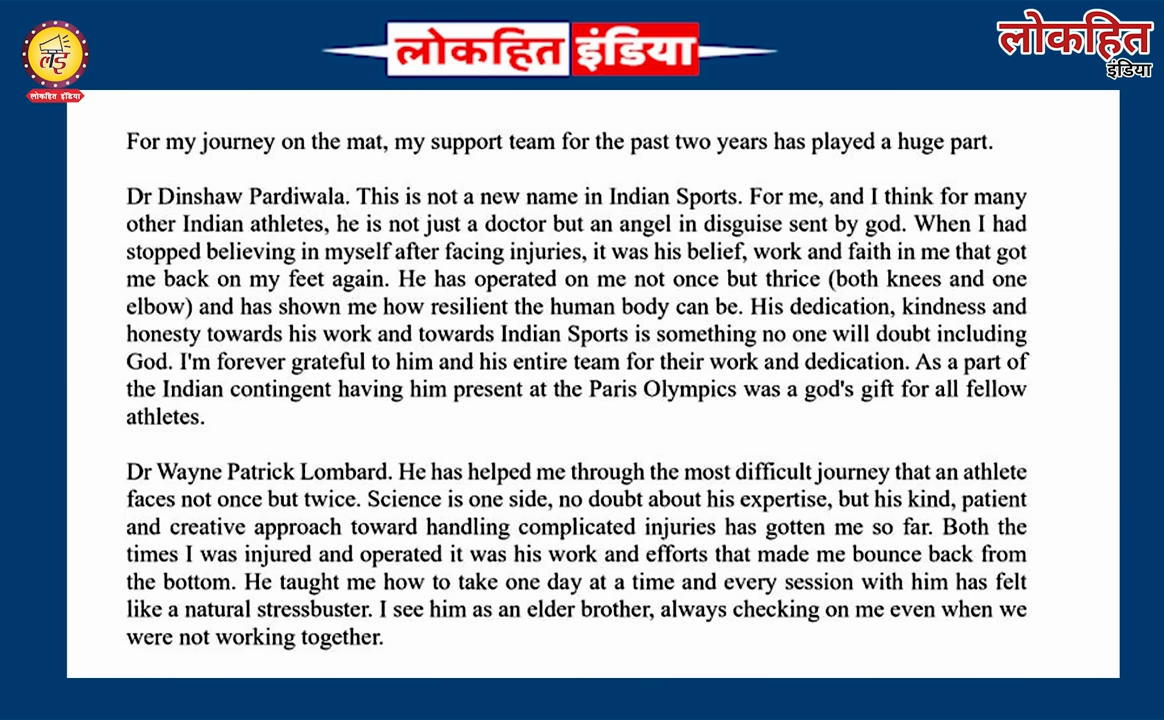 लोकहित इंडिया
लोकहित
इंडिया
लई
लोकहित इंडिया
For my journey on the mat, my support team for the past two years has played a huge part.
Dr Dinshaw Pardiwala. This is not a new name in Indian Sports. For me, and I think for many
other Indian athletes, he is not just a doctor but an angel in disguise sent by god. When I had
stopped believing in myself after facing injuries, it was his belief, work and faith in me that got
me back on my feet again. He has operated on me not once but thrice (both knees and one
elbow) and has shown me how resilient the human body can be. His dedication, kindness and
honesty towards his work and towards Indian Sports is something no one will doubt including
God. I'm forever grateful to him and his entire team for their work and dedication. As a part of
the Indian contingent having him present at the Paris Olympics was a god's gift for all fellow
athletes.
Dr Wayne Patrick Lombard. He has helped me through the most difficult journey that an athlete
faces not once but twice. Science is one side, no doubt about his expertise, but his kind, patient
and creative approach toward handling complicated injuries has gotten me so far. Both the
times I was injured and operated it was his work and efforts that made me bounce back from
the bottom. He taught me how to take one day at a time and every session with him has felt
like a natural stressbuster. I see him as an elder brother, always checking on me even when we
were not working together.